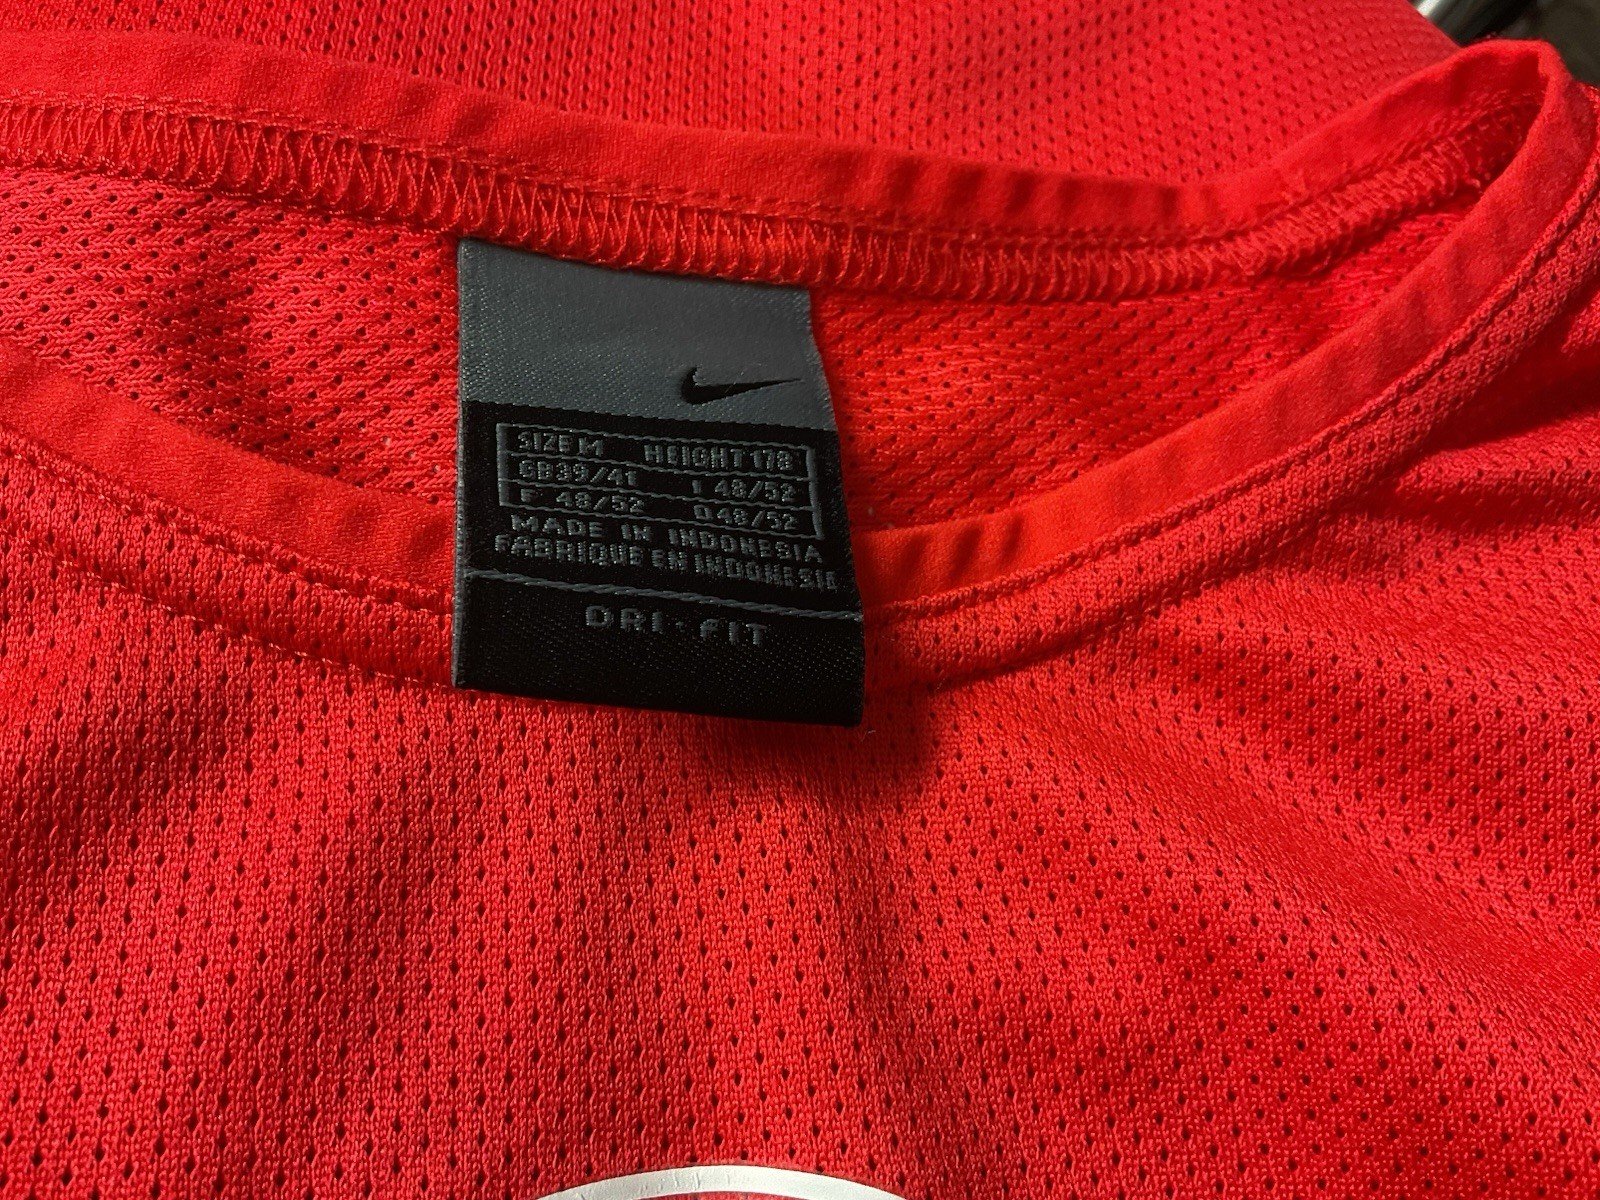 SIZE M HEIGHT 178
GB 39/41 I 48/52
F 48/52 D 48/52
MADE IN INDONESIA
FABRIQUE EN INDONESIE
DRI-FIT